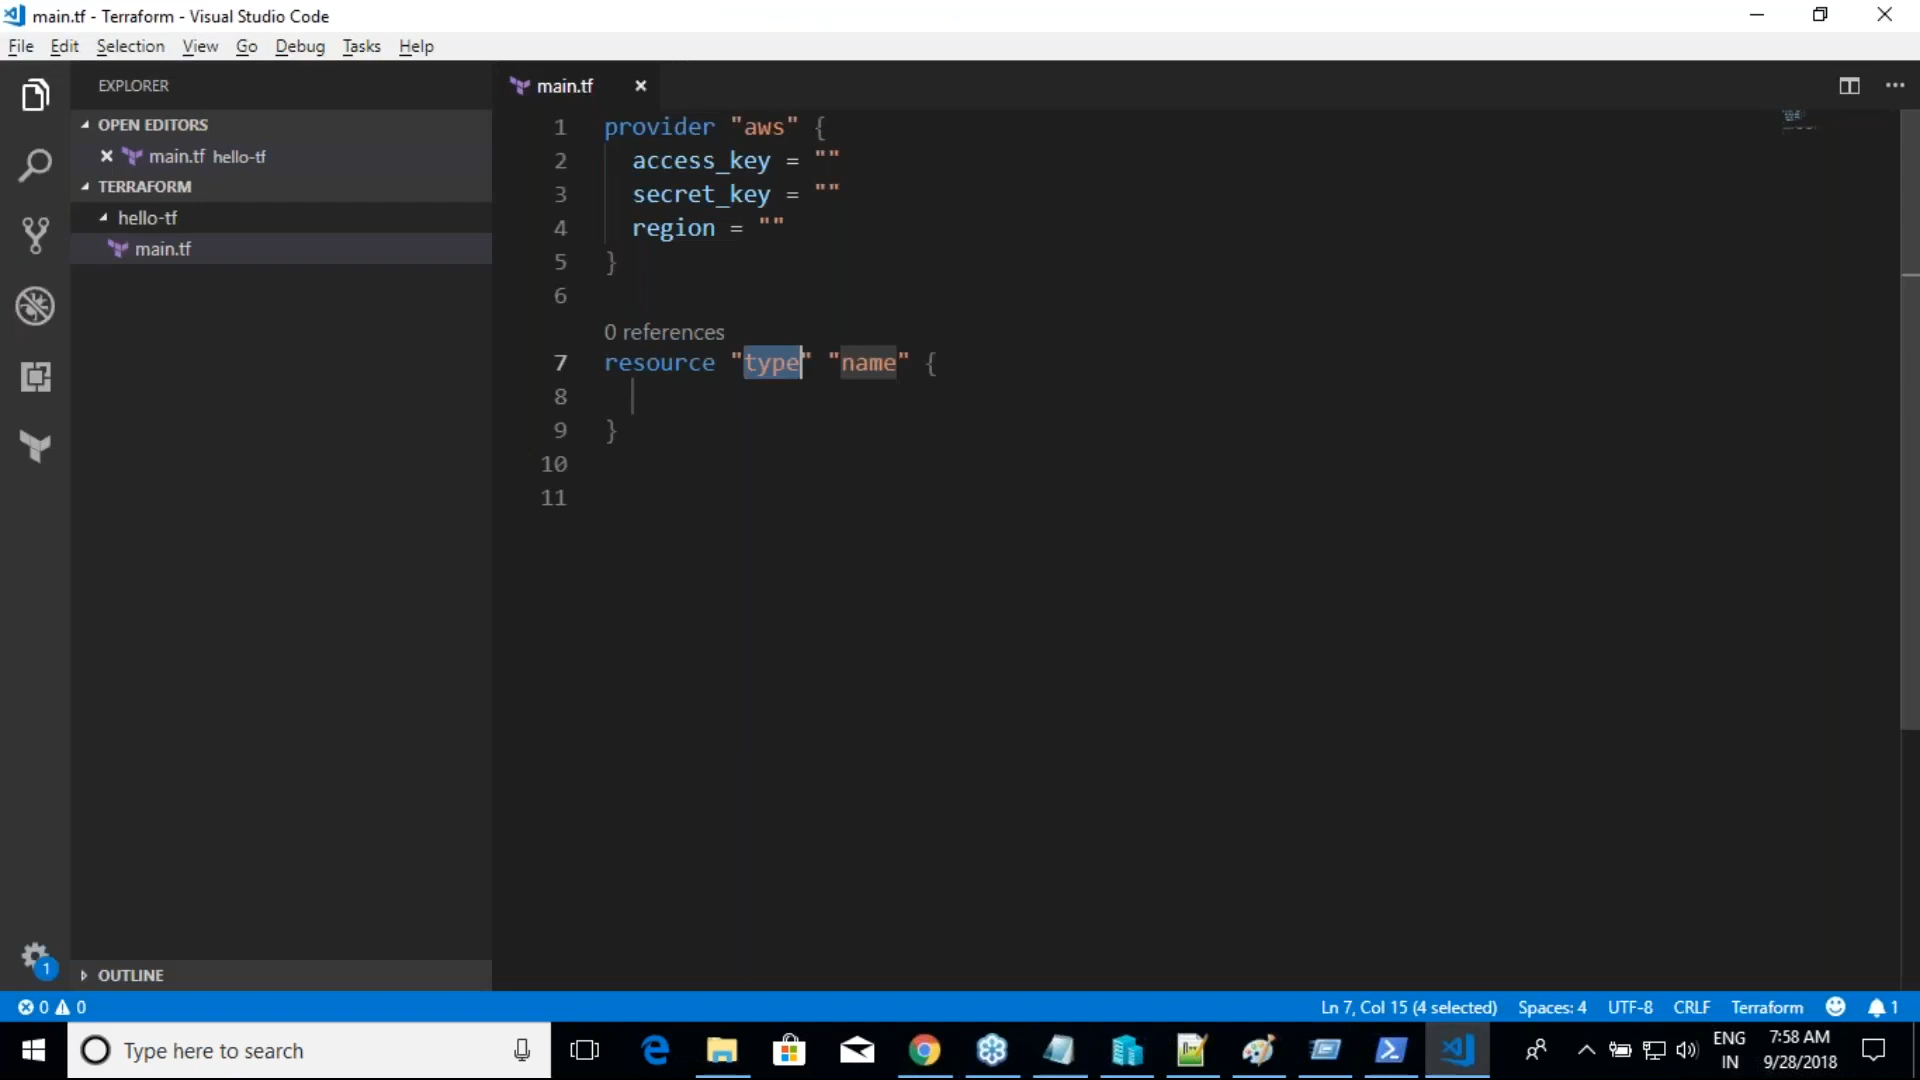 main.tf - Terraform - Visual Studio Code
File Edit Selection View Go Debug Tasks Help
EXPLORER
OPEN EDITORS
main.tf hello-tf
TERRAFORM
hello-tf
main.tf
OUTLINE
main.tf
1 provider "aws" {
2 access_key = ""
3 secret_key = ""
4 region = ""
5 }
6
0 references
7 resource "type" "name" {
8
9 }
10
11
1
0 0 Ln 7, Col 15 (4 selected) Spaces: 4 UTF-8 CRLF Terraform 1
Type here to search
ENG
IN
7:58 AM
9/28/2018